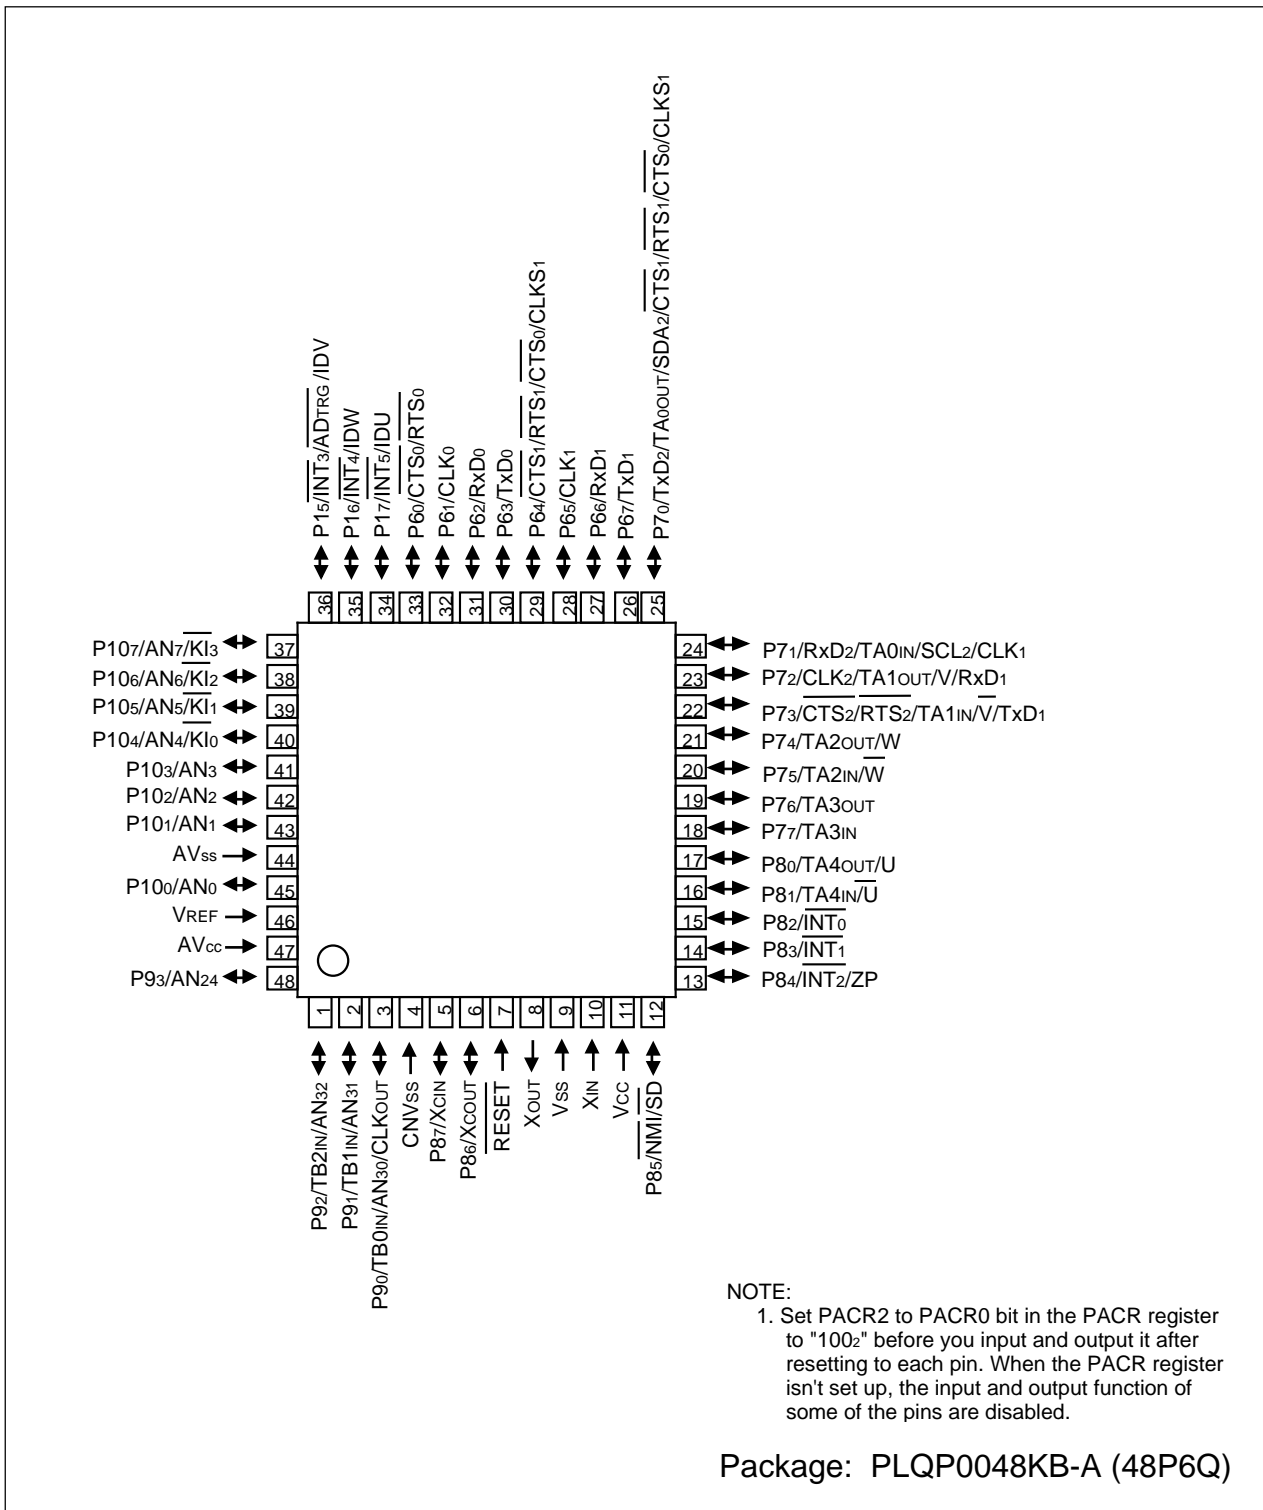 P15/INT3/ADTRG /IDV
P16/INT4/IDW
P17/INT5/IDU
P60/CTS0/RTS0
P61/CLK0
P62/RxD0
P63/TxD0
P64/CTS1/RTS1/CTS0/CLKS1
P65/CLK1
P66/RxD1
P67/TxD1
P70/TxD2/TA0OUT/SDA2/CTS1/RTS1/CTS0/CLKS1
36 35 34 33 32 31 30 29 28 27 26 25
P107/AN7/KI3 37
P106/AN6/KI2 38
P105/AN5/KI1 39
P104/AN4/KI0 40
P103/AN3 41
P102/AN2 42
P101/AN1 43
AVss 44
P100/AN0 45
VREF 46
AVcc 47
P93/AN24 48
24 P71/RxD2/TA0IN/SCL2/CLK1
23 P72/CLK2/TA1OUT/V/RxD1
22 P73/CTS2/RTS2/TA1IN/V/TxD1
21 P74/TA2OUT/W
20 P75/TA2IN/W
19 P76/TA3OUT
18 P77/TA3IN
17 P80/TA4OUT/U
16 P81/TA4IN/U
15 P82/INT0
14 P83/INT1
13 P84/INT2/ZP
1 2 3 4 5 6 7 8 9 10 11 12
P92/TB2IN/AN32
P91/TB1IN/AN31
P90/TB0IN/AN30/CLKOUT
CNVSS
P87/XCIN
P86/XCOUT
RESET
XOUT
VSS
XIN
VCC
P85/NMI/SD
NOTE:
1. Set PACR2 to PACR0 bit in the PACR register
to "1002" before you input and output it after
resetting to each pin. When the PACR register
isn't set up, the input and output function of
some of the pins are disabled.
Package: PLQP0048KB-A (48P6Q)